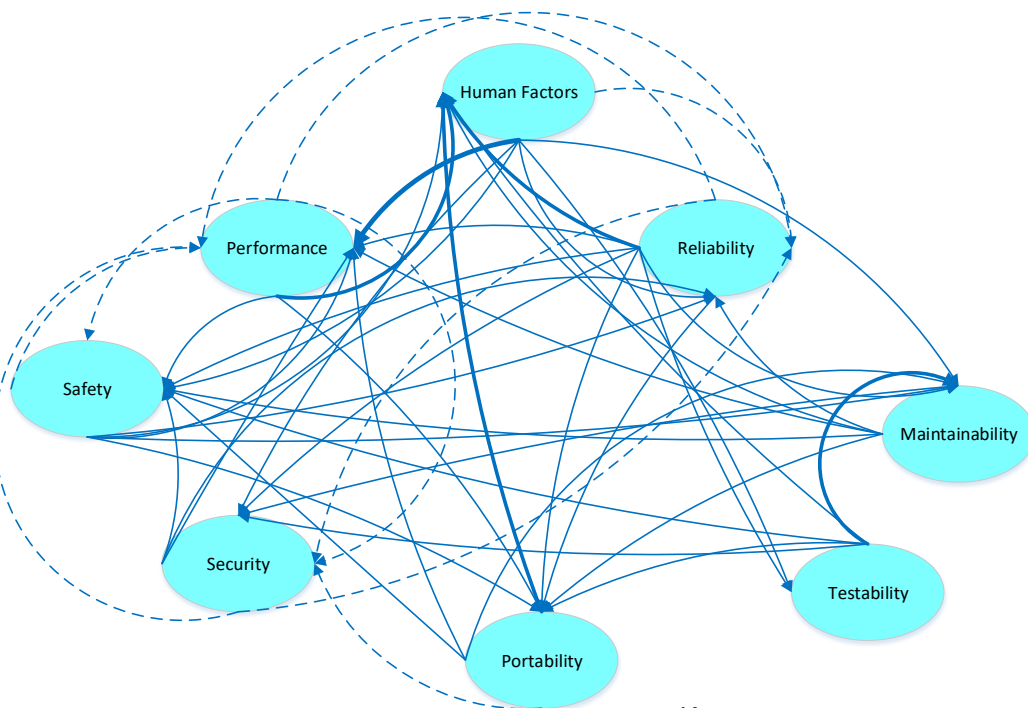 Human Factors
Performance
Reliability
Safety
Maintainability
Security
Testability
Portability